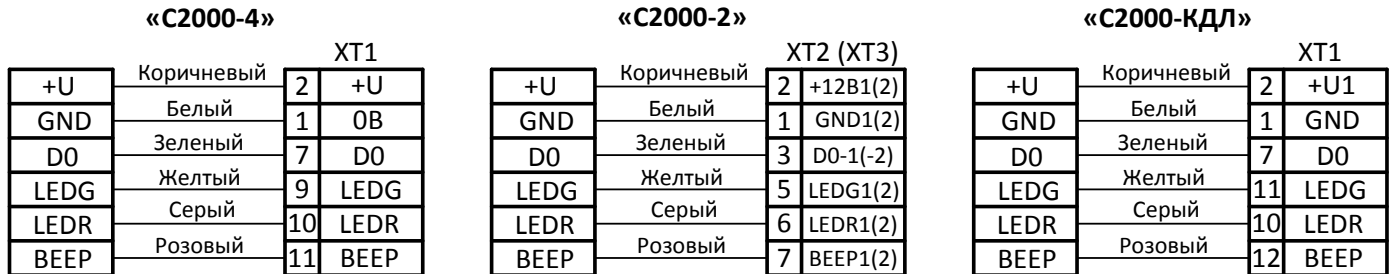 «С2000-4»
XT1
+U Коричневый 2 +U
GND Белый 1 0В
D0 Зеленый 7 D0
LEDG Желтый 9 LEDG
LEDR Серый 10 LEDR
BEEP Розовый 11 BEEP
«С2000-2»
XT2 (XT3)
+U Коричневый 2 +12В1(2)
GND Белый 1 GND1(2)
D0 Зеленый 3 D0-1(-2)
LEDG Желтый 5 LEDG1(2)
LEDR Серый 6 LEDR1(2)
BEEP Розовый 7 BEEP1(2)
«С2000-КДЛ»
XT1
+U Коричневый 2 +U1
GND Белый 1 GND
D0 Зеленый 7 D0
LEDG Желтый 11 LEDG
LEDR Серый 10 LEDR
BEEP Розовый 12 BEEP